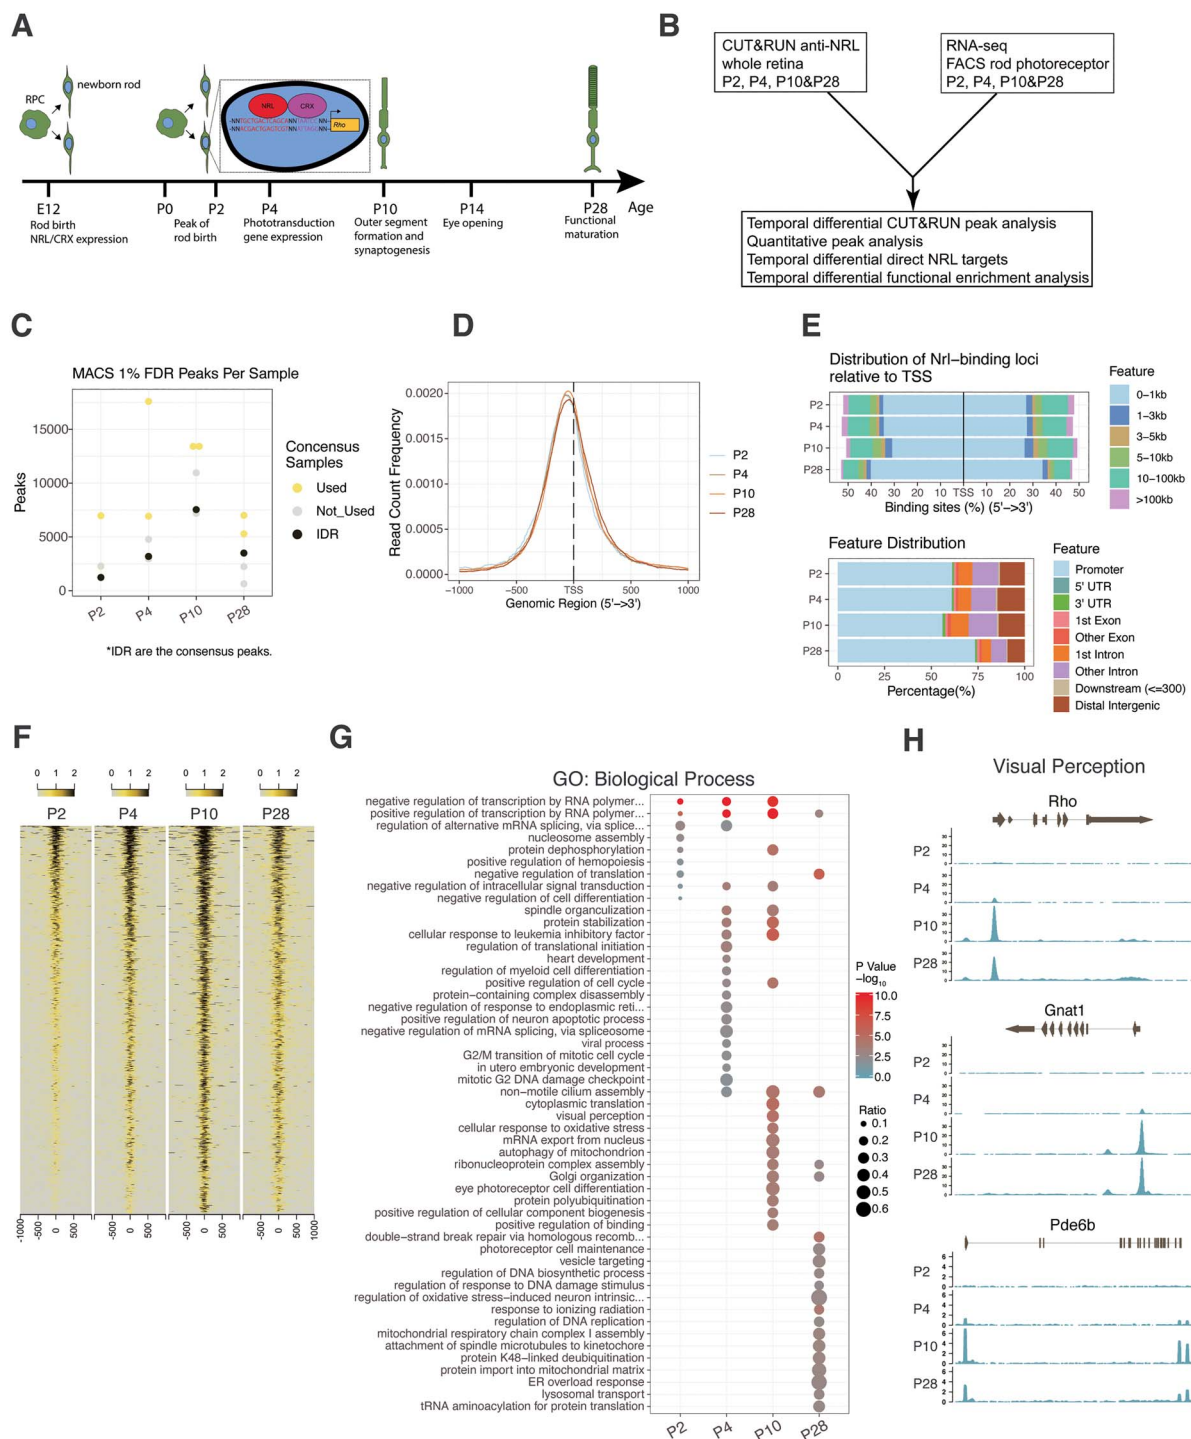 A
RPC
newborn rod
NRL
CRX
Rho
E12
P0
P2
P4
P10
P14
P28
Age
Rod birth
NRL/CRX expression
Peak of
rod birth
Phototransduction
gene expression
Outer segment
formation and
synaptogenesis
Eye opening
Functional
maturation
B
CUT&RUN anti-NRL
whole retina
P2, P4, P10&P28
RNA-seq
FACS rod photoreceptor
P2, P4, P10&P28
Temporal differential CUT&RUN peak analysis
Quantitative peak analysis
Temporal differential direct NRL targets
Temporal differential functional enrichment analysis
C
MACS 1% FDR Peaks Per Sample
Peaks
15000
10000
5000
0
P2
P4
P10
P28
Concensus
Samples
Used
Not_Used
IDR
*IDR are the consensus peaks.
D
Read Count Frequency
0.0020
0.0015
0.0010
0.0005
0.0000
−1000
−500
TSS
500
1000
Genomic Region (5'−>3')
P2
P4
P10
P28
E
Distribution of Nrl−binding loci
relative to TSS
P2
P4
P10
P28
50 40 30 20 10 TSS 10 20 30 40 50
Binding sites (%) (5'−>3')
Feature
0−1kb
1−3kb
3−5kb
5−10kb
10−100kb
>100kb
Feature Distribution
P2
P4
P10
P28
0 25 50 75 100
Percentage(%)
Feature
Promoter
5' UTR
3' UTR
1st Exon
Other Exon
1st Intron
Other Intron
Downstream (<=300)
Distal Intergenic
F
0 1 2
0 1 2
0 1 2
0 1 2
P2
P4
P10
P28
-1000
-500
0
500
-500
0
500
-500
0
500
-500
0
500
1000
G
GO: Biological Process
negative regulation of transcription by RNA polymer...
positive regulation of transcription by RNA polymer...
regulation of alternative mRNA splicing, via splice...
nucleosome assembly
protein dephosphorylation
positive regulation of hemopoiesis
negative regulation of translation
negative regulation of intracellular signal transduction
negative regulation of cell differentiation
spindle organculization
protein stabilization
cellular response to leukemia inhibitory factor
regulation of translational initiation
heart development
regulation of myeloid cell differentiation
positive regulation of cell cycle
protein−containing complex disassembly
negative regulation of response to endoplasmic reti...
positive regulation of neuron apoptotic process
negative regulation of mRNA splicing, via spliceosome
viral process
G2/M transition of mitotic cell cycle
in utero embryonic development
mitotic G2 DNA damage checkpoint
non−motile cilium assembly
cytoplasmic translation
visual perception
cellular response to oxidative stress
mRNA export from nucleus
autophagy of mitochondrion
ribonucleoprotein complex assembly
Golgi organization
eye photoreceptor cell differentiation
protein polyubiquitination
positive regulation of cellular component biogenesis
positive regulation of binding
double−strand break repair via homologous recomb...
photoreceptor cell maintenance
vesicle targeting
regulation of DNA biosynthetic process
regulation of response to DNA damage stimulus
regulation of oxidative stress−induced neuron intrinsic...
response to ionizing radiation
regulation of DNA replication
mitochondrial respiratory chain complex I assembly
attachment of spindle microtubules to kinetochore
protein K48−linked deubiquitination
protein import into mitochondrial matrix
ER overload response
lysosomal transport
tRNA aminoacylation for protein translation
P2
P4
P10
P28
P Value
−log10
10.0
7.5
5.0
2.5
0.0
Ratio
0.1
0.2
0.3
0.4
0.5
0.6
H
Visual Perception
Rho
P2
P4
P10
P28
Gnat1
P2
P4
P10
P28
Pde6b
P2
P4
P10
P28